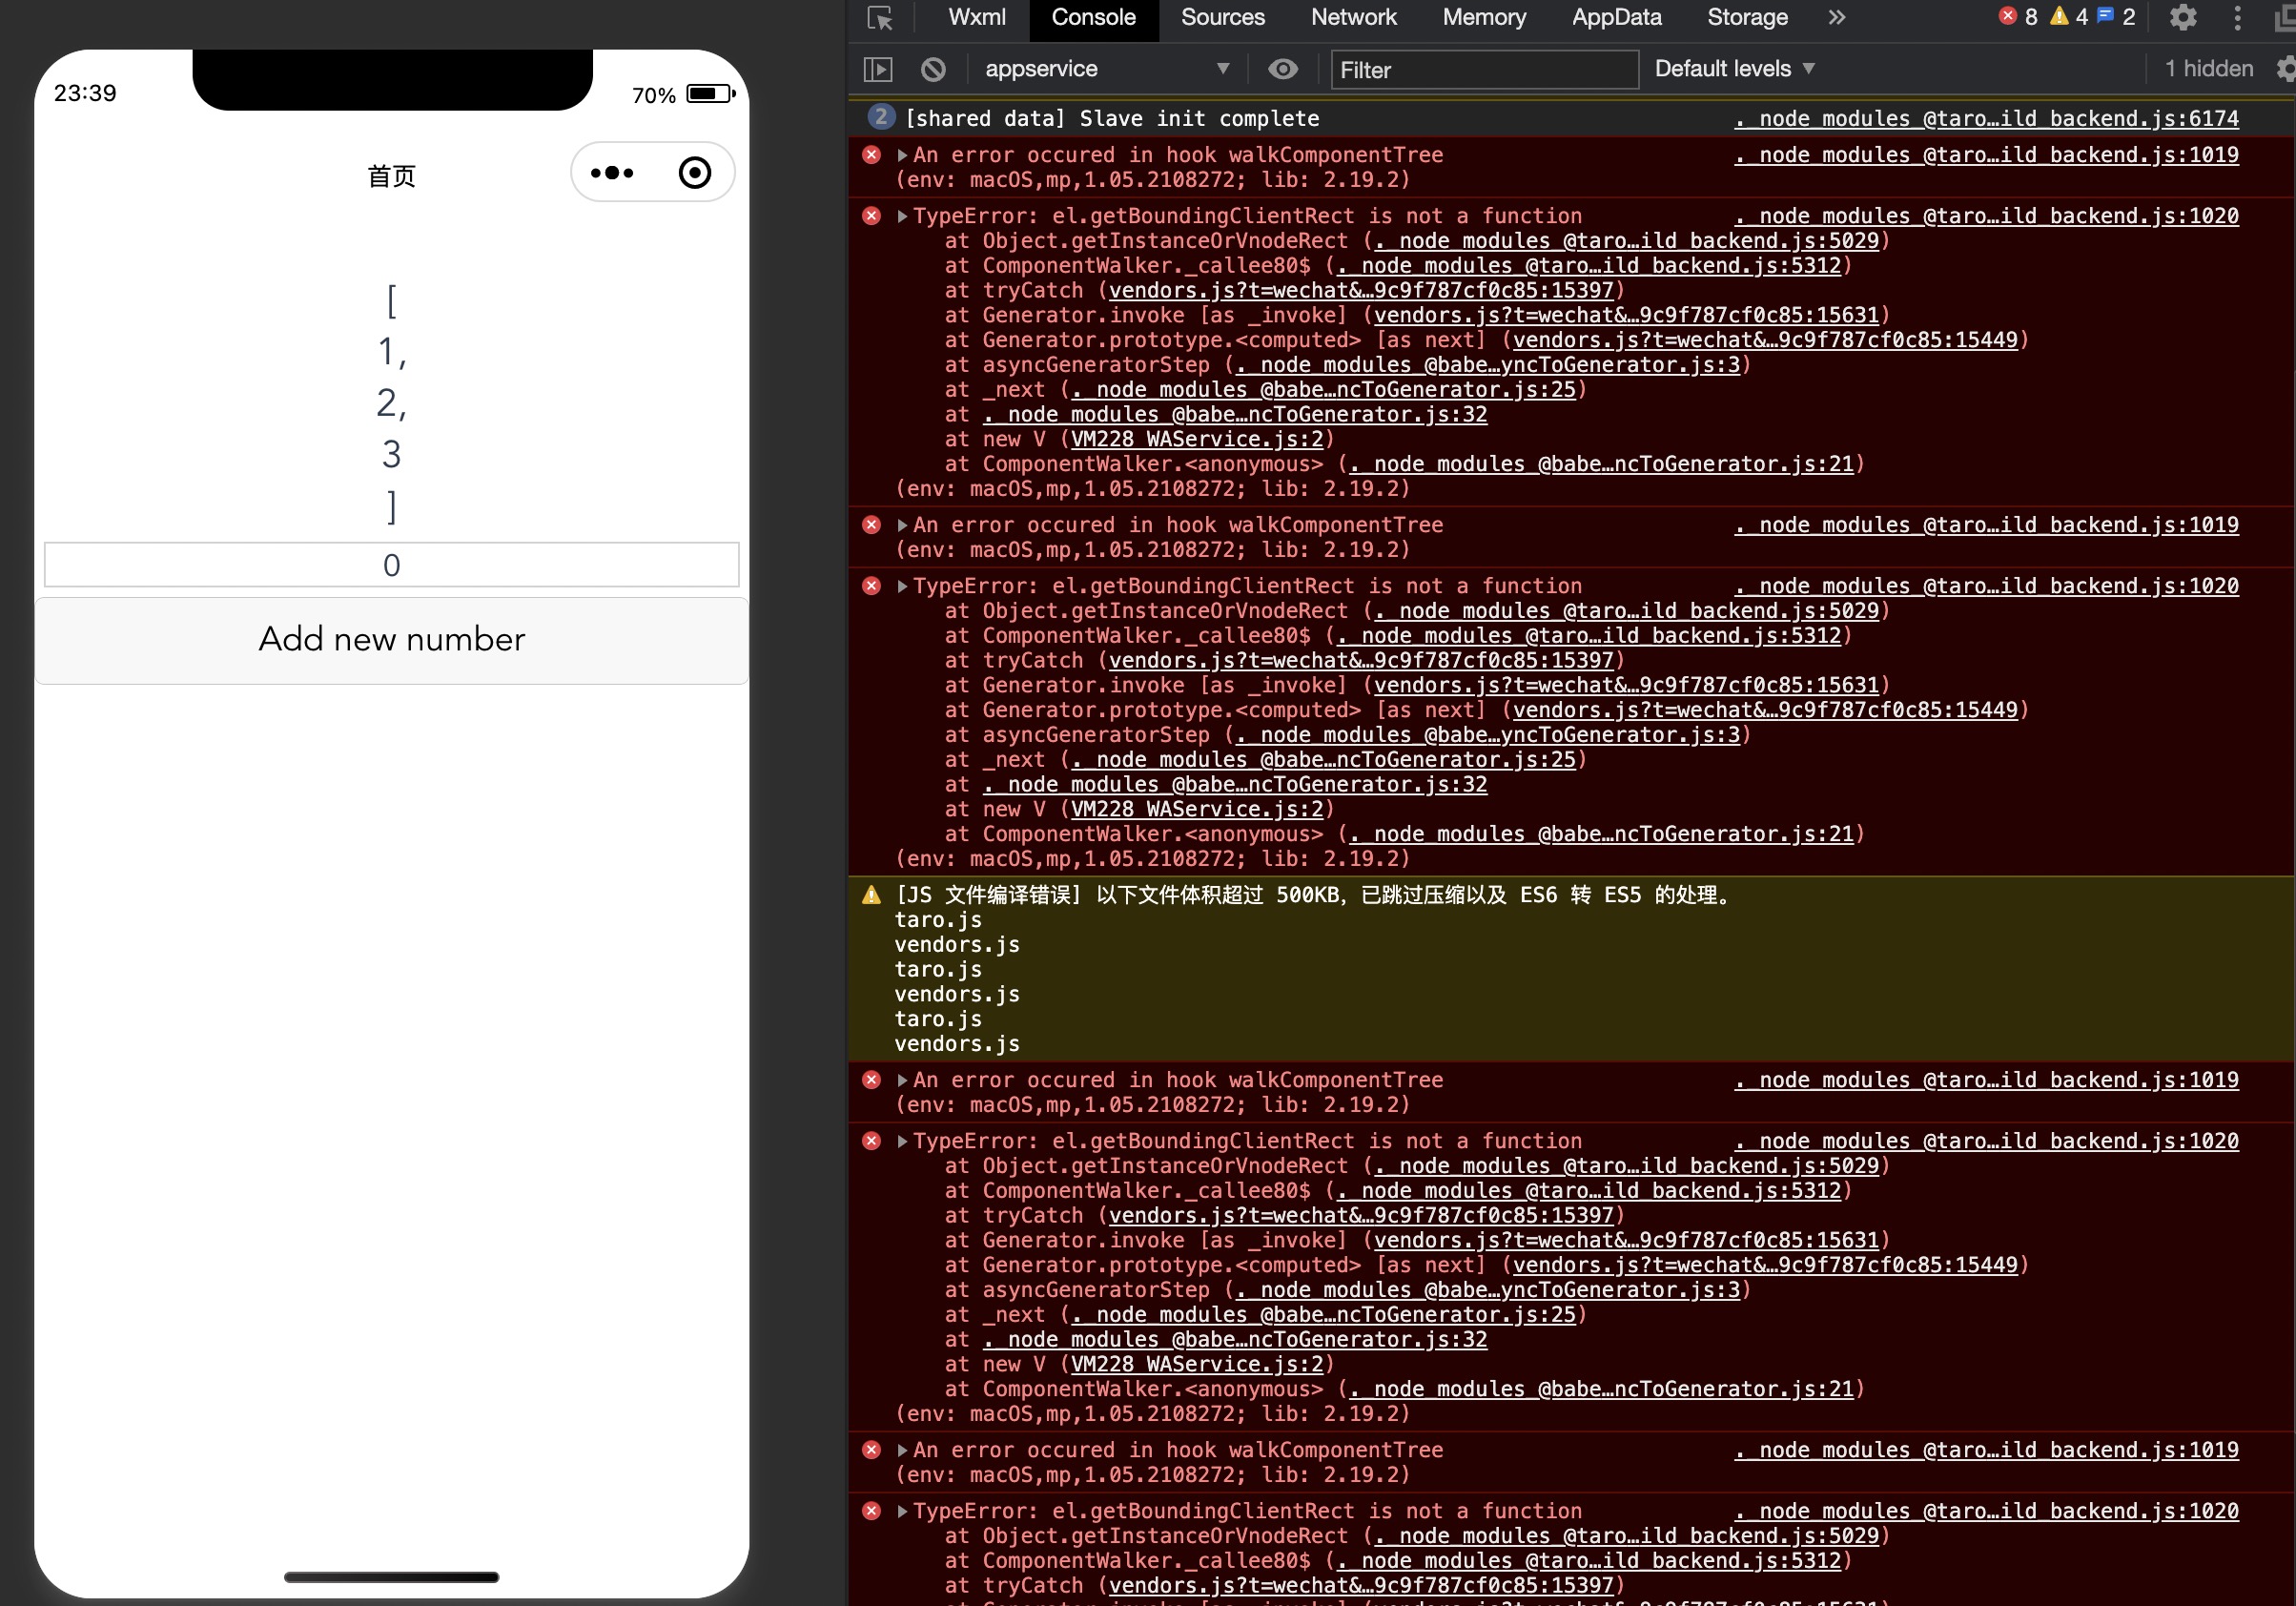 23:39
70%
首页
[
1,
2,
3
]
0
Add new number
Wxml Console Sources Network Memory AppData Storage » 8 4 2
appservice ▼ Filter Default levels ▼ 1 hidden
2 [shared data] Slave init complete ._node_modules_@taro…ild_backend.js:6174
▶An error occured in hook walkComponentTree ._node_modules_@taro…ild_backend.js:1019
(env: macOS,mp,1.05.2108272; lib: 2.19.2)
▶TypeError: el.getBoundingClientRect is not a function ._node_modules_@taro…ild_backend.js:1020
at Object.getInstanceOrVnodeRect (._node_modules_@taro…ild_backend.js:5029)
at ComponentWalker._callee80$ (._node_modules_@taro…ild_backend.js:5312)
at tryCatch (vendors.js?t=wechat&…9c9f787cf0c85:15397)
at Generator.invoke [as _invoke] (vendors.js?t=wechat&…9c9f787cf0c85:15631)
at Generator.prototype.<computed> [as next] (vendors.js?t=wechat&…9c9f787cf0c85:15449)
at asyncGeneratorStep (._node_modules_@babe…yncToGenerator.js:3)
at _next (._node_modules_@babe…ncToGenerator.js:25)
at ._node_modules_@babe…ncToGenerator.js:32
at new V (VM228 WAService.js:2)
at ComponentWalker.<anonymous> (._node_modules_@babe…ncToGenerator.js:21)
(env: macOS,mp,1.05.2108272; lib: 2.19.2)
▶An error occured in hook walkComponentTree ._node_modules_@taro…ild_backend.js:1019
(env: macOS,mp,1.05.2108272; lib: 2.19.2)
▶TypeError: el.getBoundingClientRect is not a function ._node_modules_@taro…ild_backend.js:1020
at Object.getInstanceOrVnodeRect (._node_modules_@taro…ild_backend.js:5029)
at ComponentWalker._callee80$ (._node_modules_@taro…ild_backend.js:5312)
at tryCatch (vendors.js?t=wechat&…9c9f787cf0c85:15397)
at Generator.invoke [as _invoke] (vendors.js?t=wechat&…9c9f787cf0c85:15631)
at Generator.prototype.<computed> [as next] (vendors.js?t=wechat&…9c9f787cf0c85:15449)
at asyncGeneratorStep (._node_modules_@babe…yncToGenerator.js:3)
at _next (._node_modules_@babe…ncToGenerator.js:25)
at ._node_modules_@babe…ncToGenerator.js:32
at new V (VM228 WAService.js:2)
at ComponentWalker.<anonymous> (._node_modules_@babe…ncToGenerator.js:21)
(env: macOS,mp,1.05.2108272; lib: 2.19.2)
[JS 文件编译错误] 以下文件体积超过 500KB，已跳过压缩以及 ES6 转 ES5 的处理。
taro.js
vendors.js
taro.js
vendors.js
taro.js
vendors.js
▶An error occured in hook walkComponentTree ._node_modules_@taro…ild_backend.js:1019
(env: macOS,mp,1.05.2108272; lib: 2.19.2)
▶TypeError: el.getBoundingClientRect is not a function ._node_modules_@taro…ild_backend.js:1020
at Object.getInstanceOrVnodeRect (._node_modules_@taro…ild_backend.js:5029)
at ComponentWalker._callee80$ (._node_modules_@taro…ild_backend.js:5312)
at tryCatch (vendors.js?t=wechat&…9c9f787cf0c85:15397)
at Generator.invoke [as _invoke] (vendors.js?t=wechat&…9c9f787cf0c85:15631)
at Generator.prototype.<computed> [as next] (vendors.js?t=wechat&…9c9f787cf0c85:15449)
at asyncGeneratorStep (._node_modules_@babe…yncToGenerator.js:3)
at _next (._node_modules_@babe…ncToGenerator.js:25)
at ._node_modules_@babe…ncToGenerator.js:32
at new V (VM228 WAService.js:2)
at ComponentWalker.<anonymous> (._node_modules_@babe…ncToGenerator.js:21)
(env: macOS,mp,1.05.2108272; lib: 2.19.2)
▶An error occured in hook walkComponentTree ._node_modules_@taro…ild_backend.js:1019
(env: macOS,mp,1.05.2108272; lib: 2.19.2)
▶TypeError: el.getBoundingClientRect is not a function ._node_modules_@taro…ild_backend.js:1020
at Object.getInstanceOrVnodeRect (._node_modules_@taro…ild_backend.js:5029)
at ComponentWalker._callee80$ (._node_modules_@taro…ild_backend.js:5312)
at tryCatch (vendors.js?t=wechat&…9c9f787cf0c85:15397)